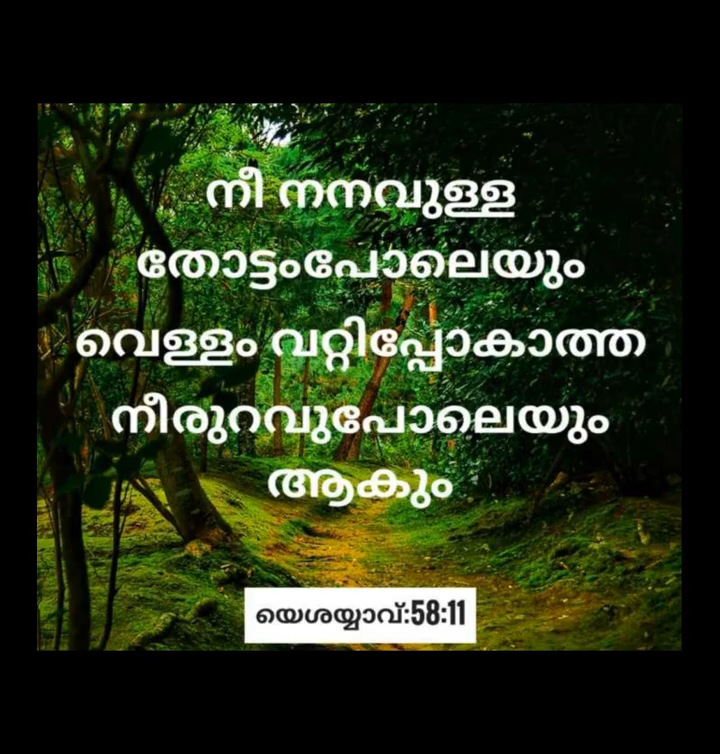 നീ നനവുള്ള
തോട്ടംപോലെയും
വെള്ളം വറ്റിപ്പോകാത്ത
നീരുറവുപോലെയും
ആകും
യെശയ്യാവ്:58:11